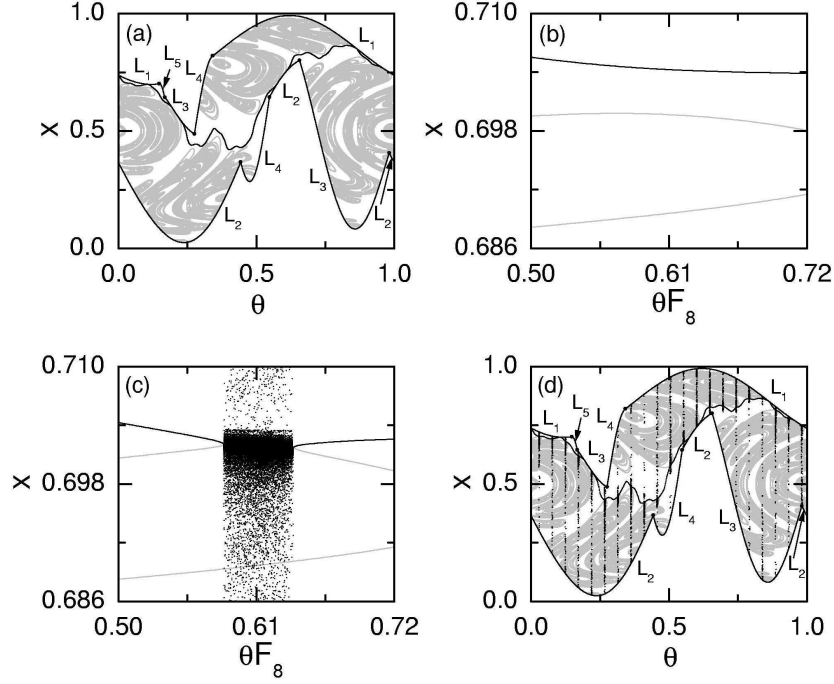 (a)
L₅
L₁
L₄
L₃
L₁
L₂
L₄
L₃
L₂
L₂
X
1.0
0.5
0.0
0.0
0.5
1.0
θ
(b)
X
0.710
0.698
0.686
0.50
0.61
0.72
θF₈
(c)
X
0.710
0.698
0.686
0.50
0.61
0.72
θF₈
(d)
L₅
L₁
L₄
L₃
L₁
L₂
L₄
L₃
L₂
L₂
X
1.0
0.5
0.0
0.0
0.5
1.0
θ